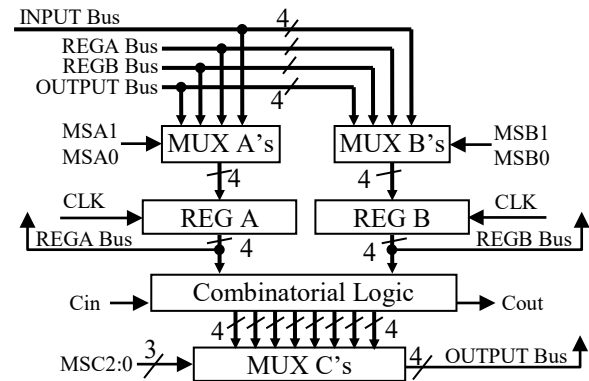 INPUT Bus 4
REGA Bus
REGB Bus
OUTPUT Bus 4
MSA1
MSA0
MUX A's
MUX B's
MSB1
MSB0
4
4
CLK
REG A
REG B
CLK
REGA Bus
4
4
REGB Bus
Cin
Combinatorial Logic
Cout
4 4
MSC2:0
3
MUX C's
4
OUTPUT Bus